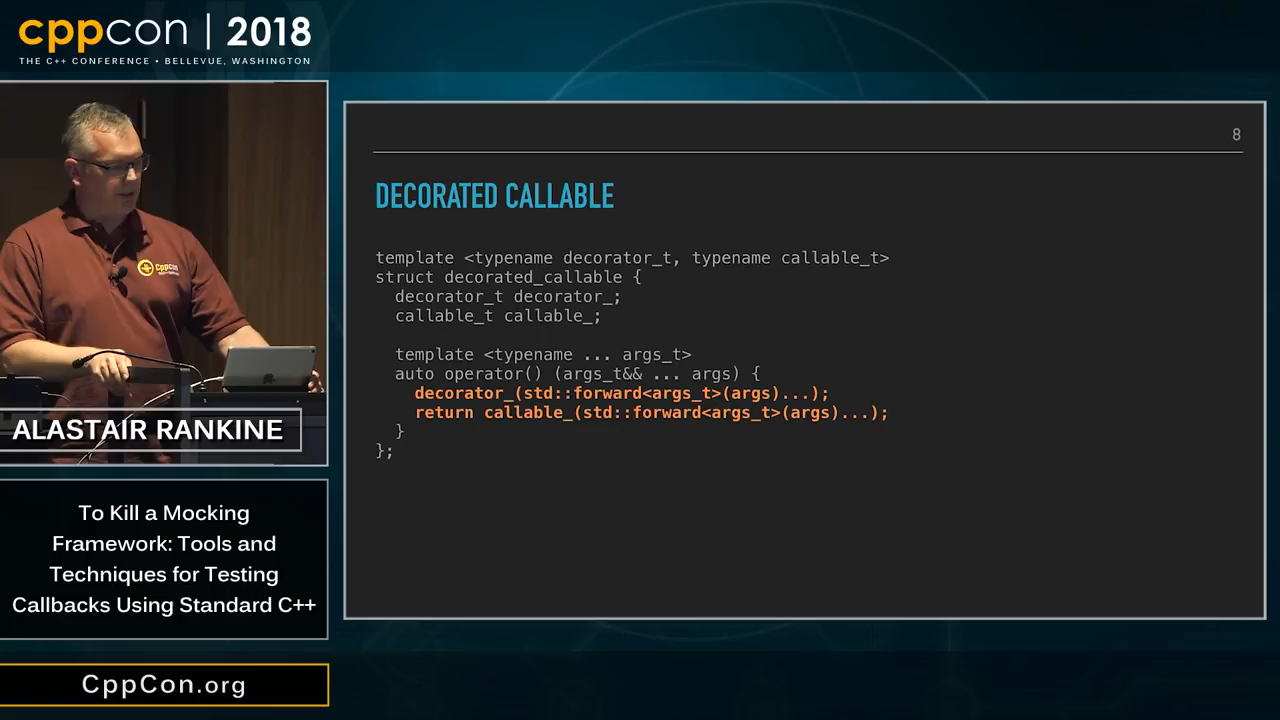 cppcon | 2018
THE C++ CONFERENCE • BELLEVUE, WASHINGTON
Cppcon
ALASTAIR RANKINE
To Kill a Mocking
Framework: Tools and
Techniques for Testing
Callbacks Using Standard C++
CppCon.org
8
DECORATED CALLABLE
template <typename decorator_t, typename callable_t>
struct decorated_callable {
  decorator_t decorator_;
  callable_t callable_;
  template <typename ... args_t>
  auto operator() (args_t&& ... args) {
    decorator_(std::forward<args_t>(args)...);
    return callable_(std::forward<args_t>(args)...);
  }
};